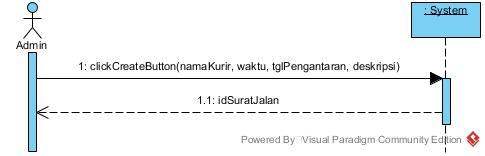 : System
Admin
1: clickCreateButton(namaKurir, waktu, tglPengantaran, deskripsi)
1.1: idSuratJalan
Powered By Visual Paradigm Community Edition